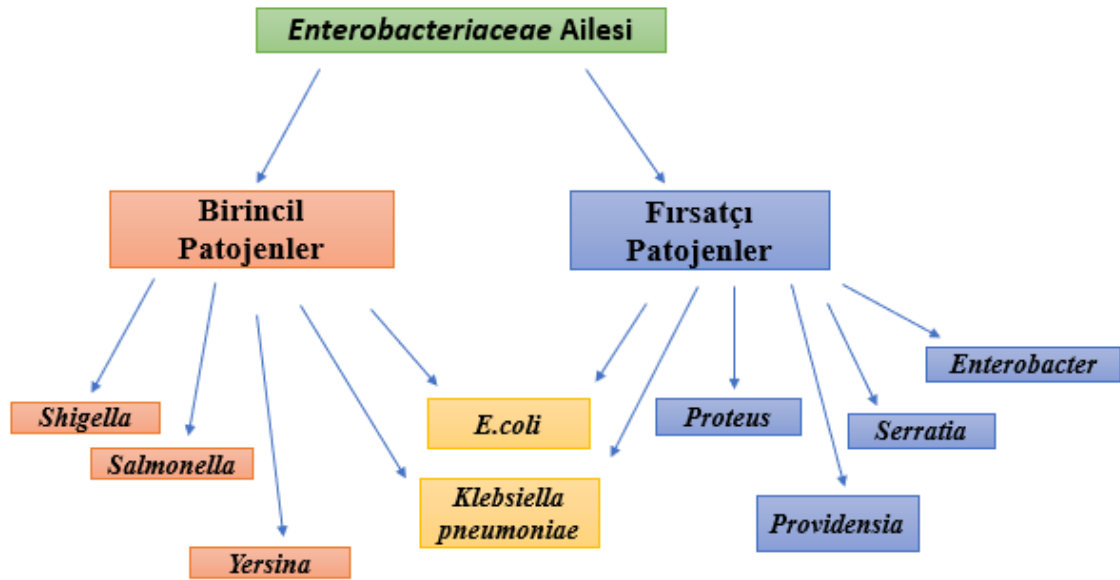 Enterobacteriaceae Ailesi
Birincil
Patojenler
Fırsatçı
Patojenler
Shigella
Salmonella
Yersina
E.coli
Klebsiella
pneumoniae
Proteus
Providensia
Serratia
Enterobacter